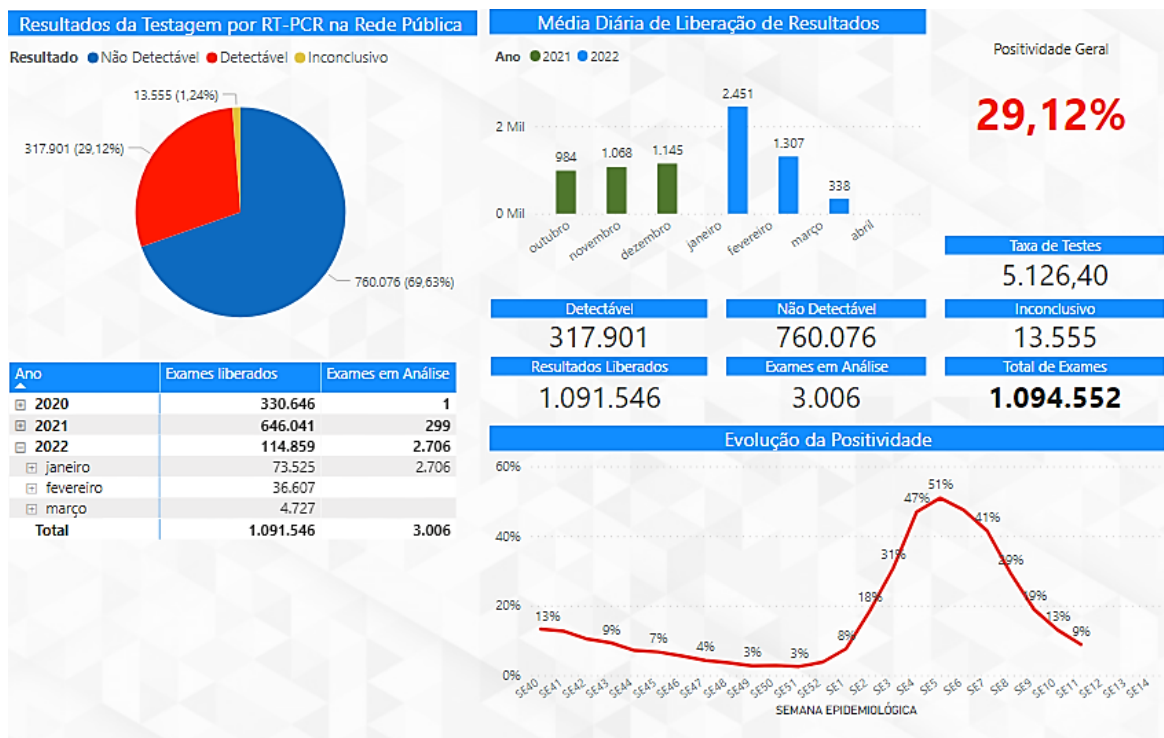 Resultados da Testagem por RT-PCR na Rede Pública
Resultado Não Detectável Detectável Inconclusivo
13.555 (1,24%)
317.901 (29,12%)
760.076 (69,63%)
Média Diária de Liberação de Resultados
Ano 2021 2022
2 Mil
0 Mil
984
1.068
1.145
2.451
1.307
338
outubro
novembro
dezembro
janeiro
fevereiro
março
abril
Positividade Geral
29,12%
Taxa de Testes
5.126,40
Detectável
317.901
Não Detectável
760.076
Inconclusivo
13.555
Resultados Liberados
1.091.546
Exames em Análise
3.006
Total de Exames
1.094.552
Ano Exames liberados Exames em Análise
2020 330.646 1
2021 646.041 299
2022 114.859 2.706
janeiro 73.525 2.706
fevereiro 36.607
março 4.727
Total 1.091.546 3.006
Evolução da Positividade
60%
40%
20%
0%
13%
9%
7%
4%
3%
3%
8%
18%
31%
47%
51%
41%
29%
19%
13%
9%
SE40 SE41 SE42 SE43 SE44 SE45 SE46 SE47 SE48 SE49 SE50 SE51 SE52 SE1 SE2 SE3 SE4 SE5 SE6 SE7 SE8 SE9 SE10 SE11 SE12 SE13 SE14
SEMANA EPIDEMIOLÓGICA